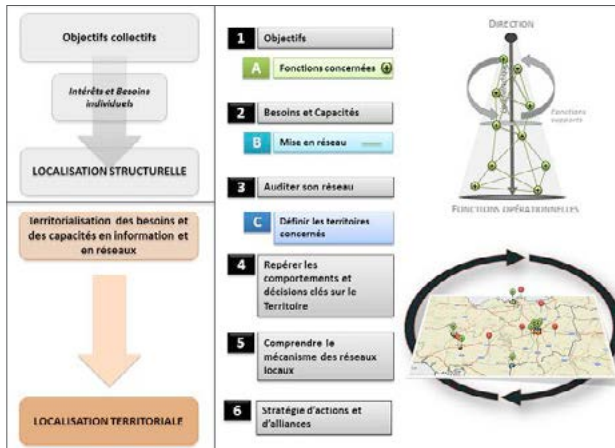 Objectifs collectifs
Intérêts et Besoins
individuels
LOCALISATION STRUCTURELLE
Territorialisation des besoins et
des capacités en information et
en réseaux
LOCALISATION TERRITORIALE
1 Objectifs
A Fonctions concernées
2 Besoins et Capacités
B Mise en réseau
3 Auditer son réseau
C Définir les territoires
concernés
4 Repérer les
comportements et
décisions clés sur le
Territoire
5 Comprendre le
mécanisme des réseaux
locaux
6 Stratégie d'actions et
d'alliances
DIRECTION
Fonctions
supports
FONCTIONS OPÉRATIONNELLES